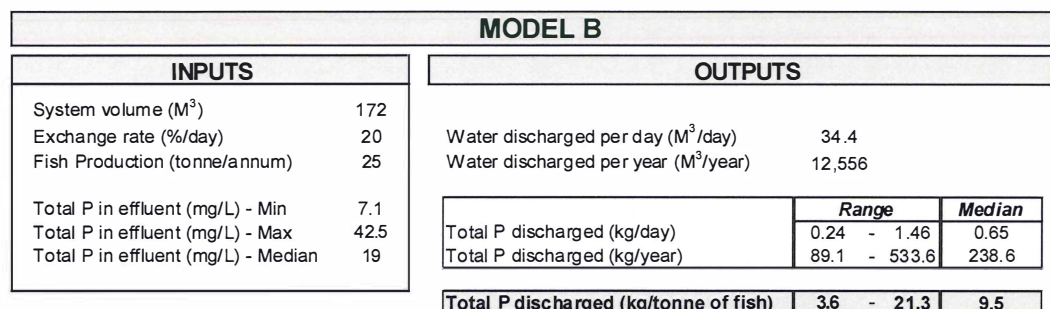 MODEL B
INPUTS
System volume (M³) 172
Exchange rate (%/day) 20
Fish Production (tonne/annum) 25
Total P in effluent (mg/L) - Min 7.1
Total P in effluent (mg/L) - Max 42.5
Total P in effluent (mg/L) - Median 19
OUTPUTS
Water discharged per day (M³/day) 34.4
Water discharged per year (M³/year) 12,556
Range Median
Total P discharged (kg/day) 0.24 - 1.46 0.65
Total P discharged (kg/year) 89.1 - 533.6 238.6
Total P discharged (kg/tonne of fish) 3.6 - 21.3 9.5